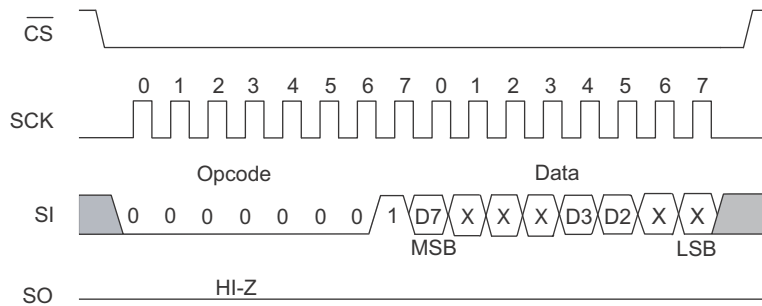 CS
0 1 2 3 4 5 6 7 0 1 2 3 4 5 6 7
SCK
Opcode Data
SI 0 0 0 0 0 0 0 1 D7 X X X D3 D2 X X
MSB LSB
HI-Z
SO